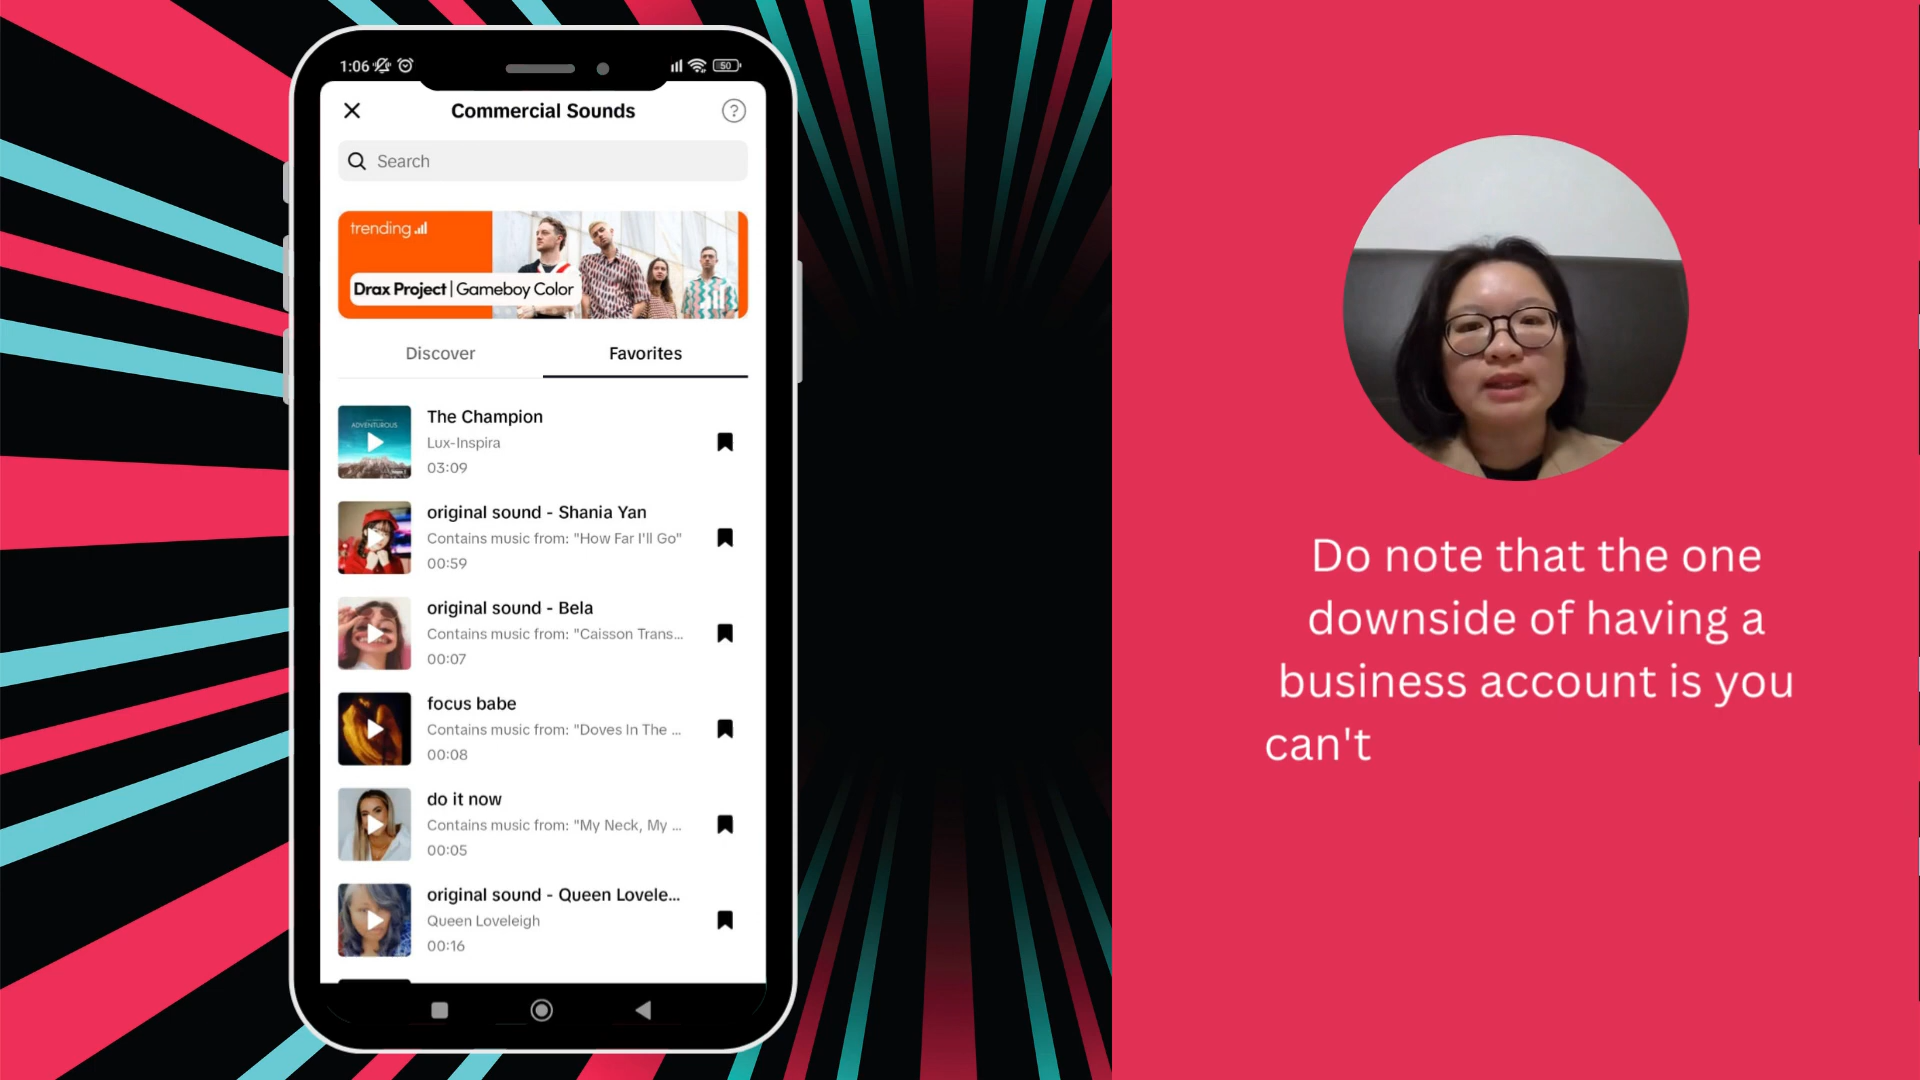 1:06
50
Commercial Sounds
?
Search
trending
Drax Project | Gameboy Color
Discover
Favorites
ADVENTUROUS
The Champion
Lux-Inspira
03:09
original sound - Shania Yan
Contains music from: "How Far I'll Go"
00:59
original sound - Bela
Contains music from: "Caisson Trans...
00:07
focus babe
Contains music from: "Doves In The ...
00:08
do it now
Contains music from: "My Neck, My ...
00:05
original sound - Queen Lovele...
Queen Loveleigh
00:16
Do note that the one
downside of having a
business account is you
can't